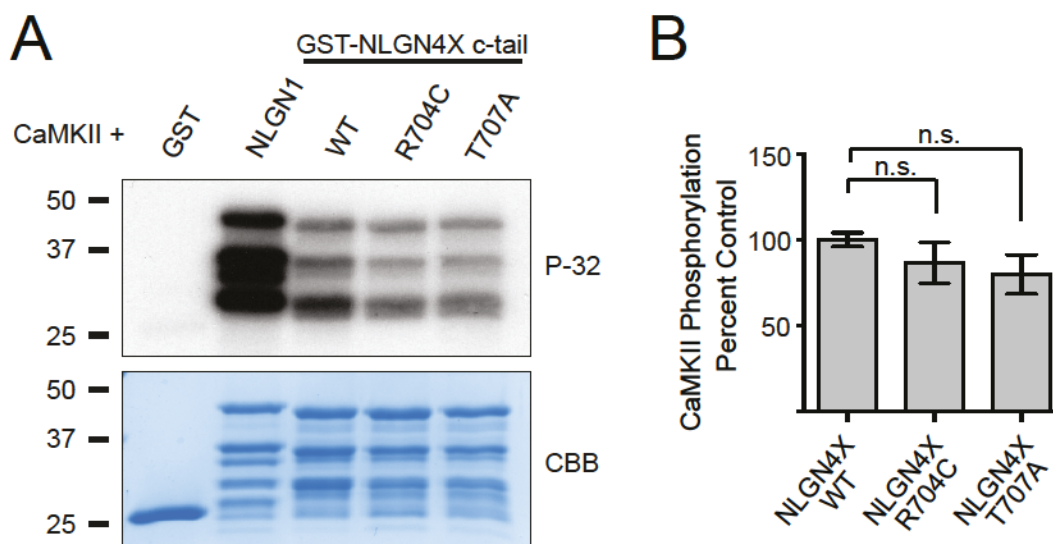 A
GST-NLGN4X c-tail
CaMKII +
GST
NLGN1
WT
R704C
T707A
50
37
25
P-32
50
37
25
CBB
B
n.s.
n.s.
150
100
50
CaMKII Phosphorylation
Percent Control
NLGN4X
WT
NLGN4X
R704C
NLGN4X
T707A